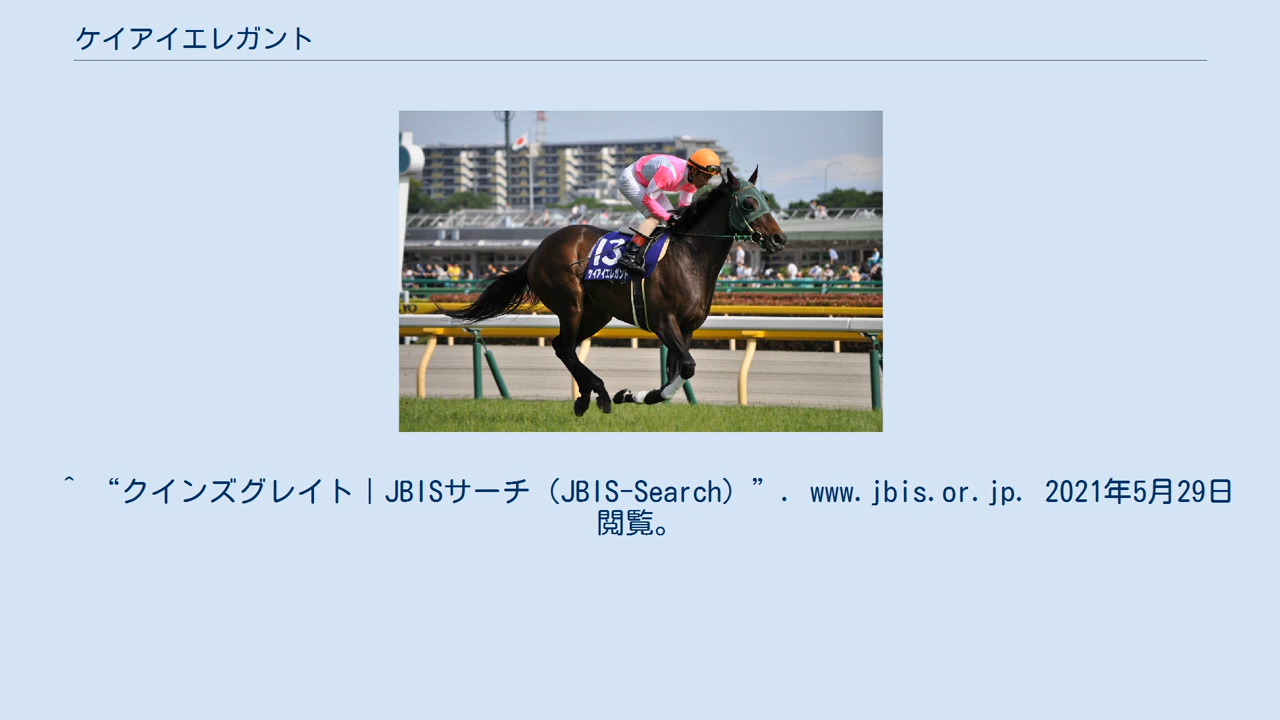 ケイアイエレガント
13
ケイアイエレガント
YO
^ “クインズグレイト｜JBISサーチ（JBIS-Search）”. www.jbis.or.jp. 2021年5月29日
閲覧。